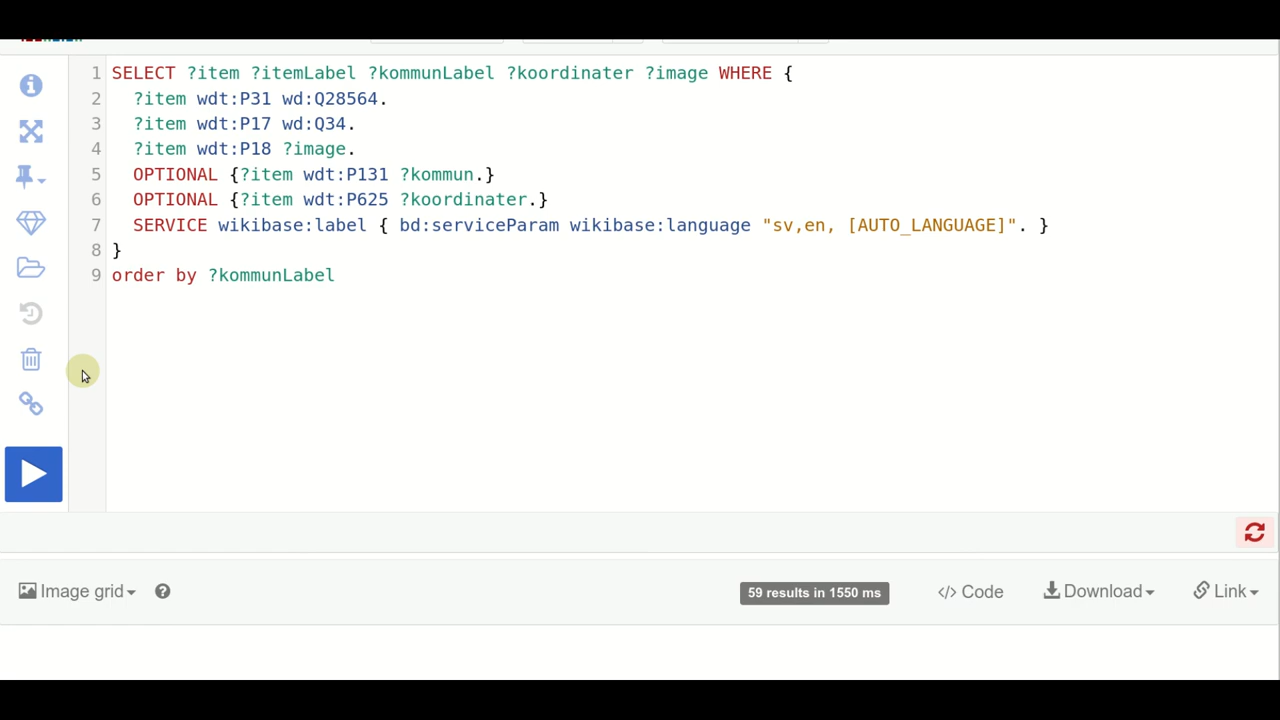 1 SELECT ?item ?itemLabel ?kommunLabel ?koordinater ?image WHERE {
2 ?item wdt:P31 wd:Q28564.
3 ?item wdt:P17 wd:Q34.
4 ?item wdt:P18 ?image.
5 OPTIONAL {?item wdt:P131 ?kommun.}
6 OPTIONAL {?item wdt:P625 ?koordinater.}
7 SERVICE wikibase:label { bd:serviceParam wikibase:language "sv,en, [AUTO_LANGUAGE]". }
8 }
9 order by ?kommunLabel
Image grid 59 results in 1550 ms </> Code Download Link